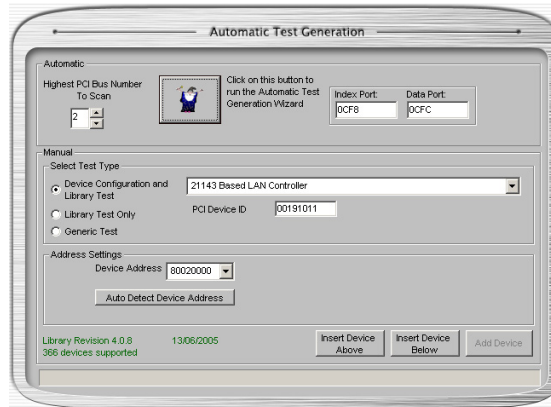 Automatic Test Generation
Automatic
Highest PCI Bus Number
To Scan
2
Click on this button to
run the Automatic Test
Generation Wizard
Index Port:
0CF8
Data Port:
0CFC
Manual
Select Test Type
Device Configuration and
Library Test
21143 Based LAN Controller
Library Test Only
PCI Device ID
00191011
Generic Test
Address Settings
Device Address
80020000
Auto Detect Device Address
Library Revision 4.0.8
13/06/2005
366 devices supported
Insert Device
Above
Insert Device
Below
Add Device